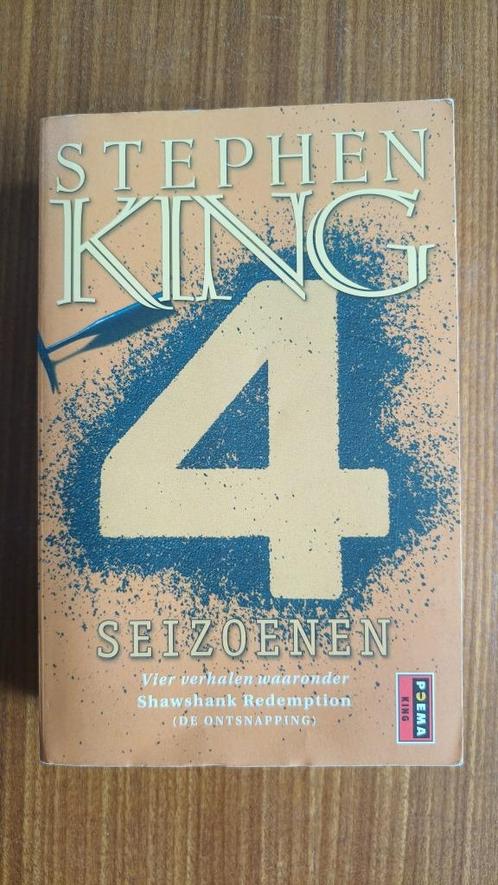 STEPHEN
KING
4
SEIZOENEN
Vier verhalen waaronder
Shawshank Redemption
(DE ONTSNAPPING)
POEMA
KING